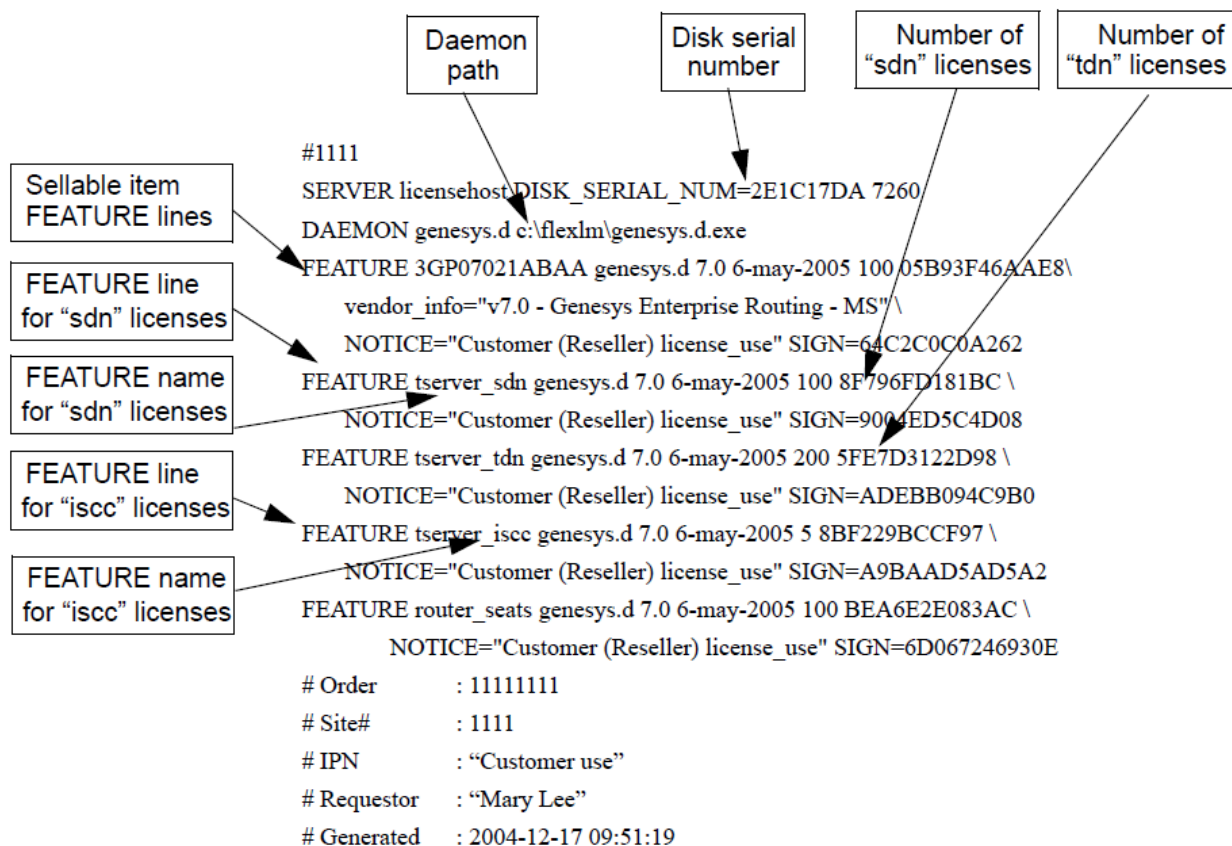 Daemon
path
Disk serial
number
Number of
“sdn” licenses
Number of
“tdn” licenses
Sellable item
FEATURE lines
FEATURE line
for “sdn” licenses
FEATURE name
for “sdn” licenses
FEATURE line
for “iscc” licenses
FEATURE name
for “iscc” licenses
#1111
SERVER licensehost DISK_SERIAL_NUM=2E1C17DA 7260
DAEMON genesys.d c:\flexlm\genesys.d.exe
FEATURE 3GP07021ABAA genesys.d 7.0 6-may-2005 100 05B93F46AAE8\
vendor_info="v7.0 - Genesys Enterprise Routing - MS" \
NOTICE="Customer (Reseller) license_use" SIGN=64C2C0C0A262
FEATURE tserver_sdn genesys.d 7.0 6-may-2005 100 8F796FD181BC \
NOTICE="Customer (Reseller) license_use" SIGN=9004ED5C4D08
FEATURE tserver_tdn genesys.d 7.0 6-may-2005 200 5FE7D3122D98 \
NOTICE="Customer (Reseller) license_use" SIGN=ADEBB094C9B0
FEATURE tserver_iscc genesys.d 7.0 6-may-2005 5 8BF229BCCF97 \
NOTICE="Customer (Reseller) license_use" SIGN=A9BAAD5AD5A2
FEATURE router_seats genesys.d 7.0 6-may-2005 100 BEA6E2E083AC \
NOTICE="Customer (Reseller) license_use" SIGN=6D067246930E
# Order : 11111111
# Site# : 1111
# IPN : “Customer use”
# Requestor : “Mary Lee”
# Generated : 2004-12-17 09:51:19